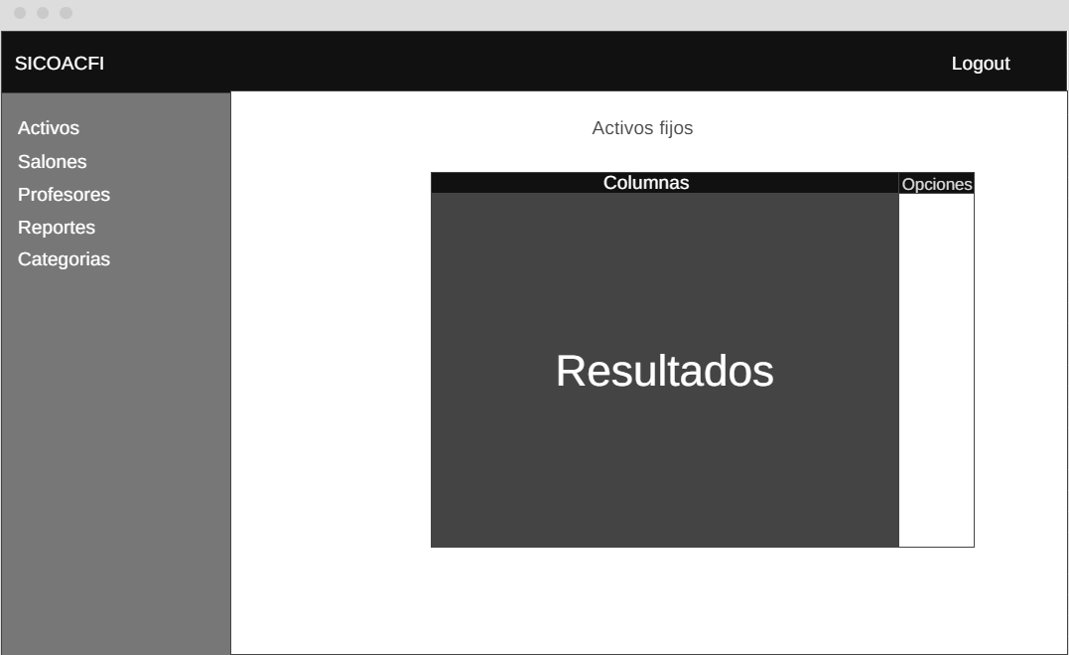 SICOACFI
Logout
Activos
Salones
Profesores
Reportes
Categorias
Activos fijos
Columnas
Opciones
Resultados